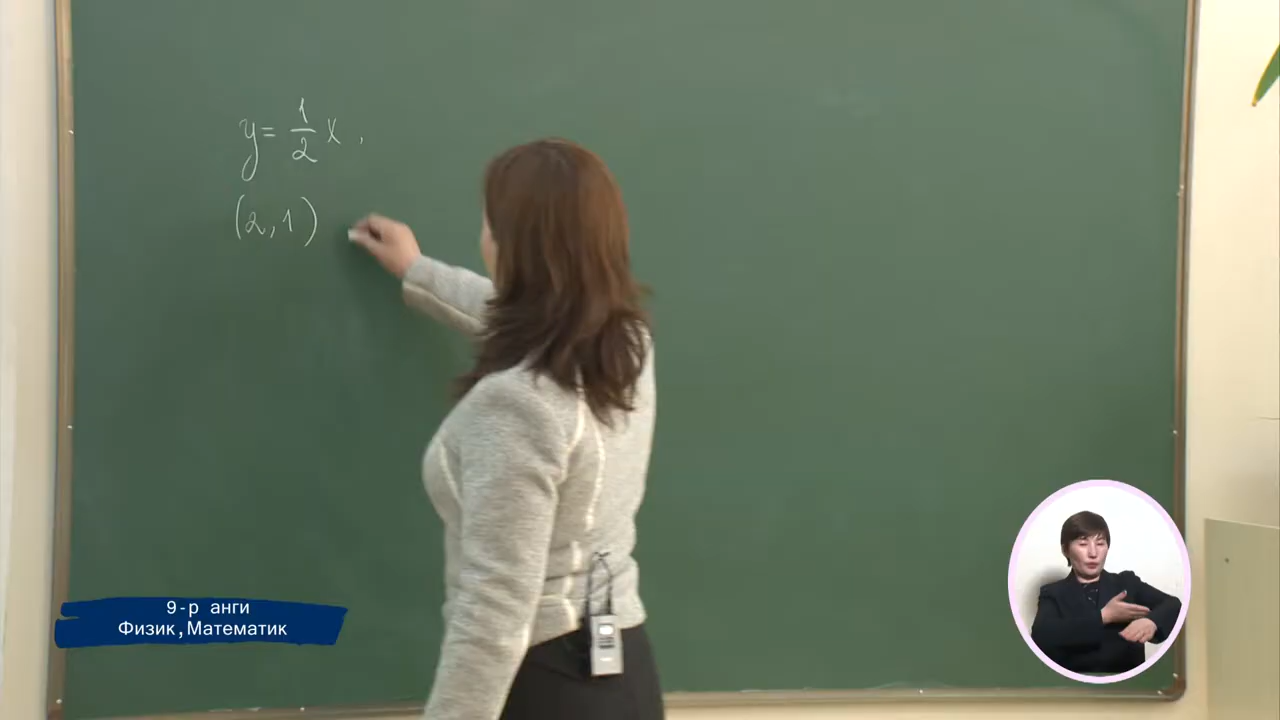 y = 1/2 x ,
(2, 1)
9-р анги
Физик, Математик